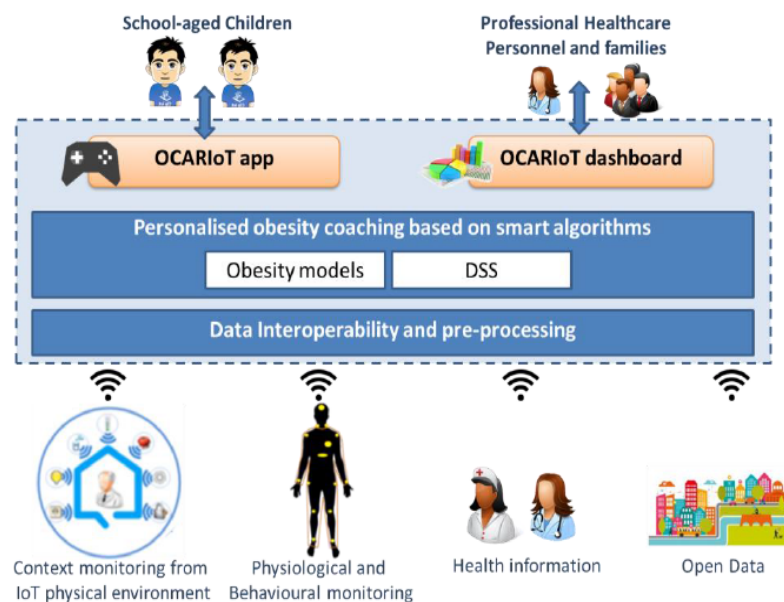 School-aged Children
Professional Healthcare
Personnel and families
OCARIoT app
OCARIoT dashboard
Personalised obesity coaching based on smart algorithms
Obesity models
DSS
Data Interoperability and pre-processing
Context monitoring from
IoT physical environment
Physiological and
Behavioural monitoring
Health information
Open Data